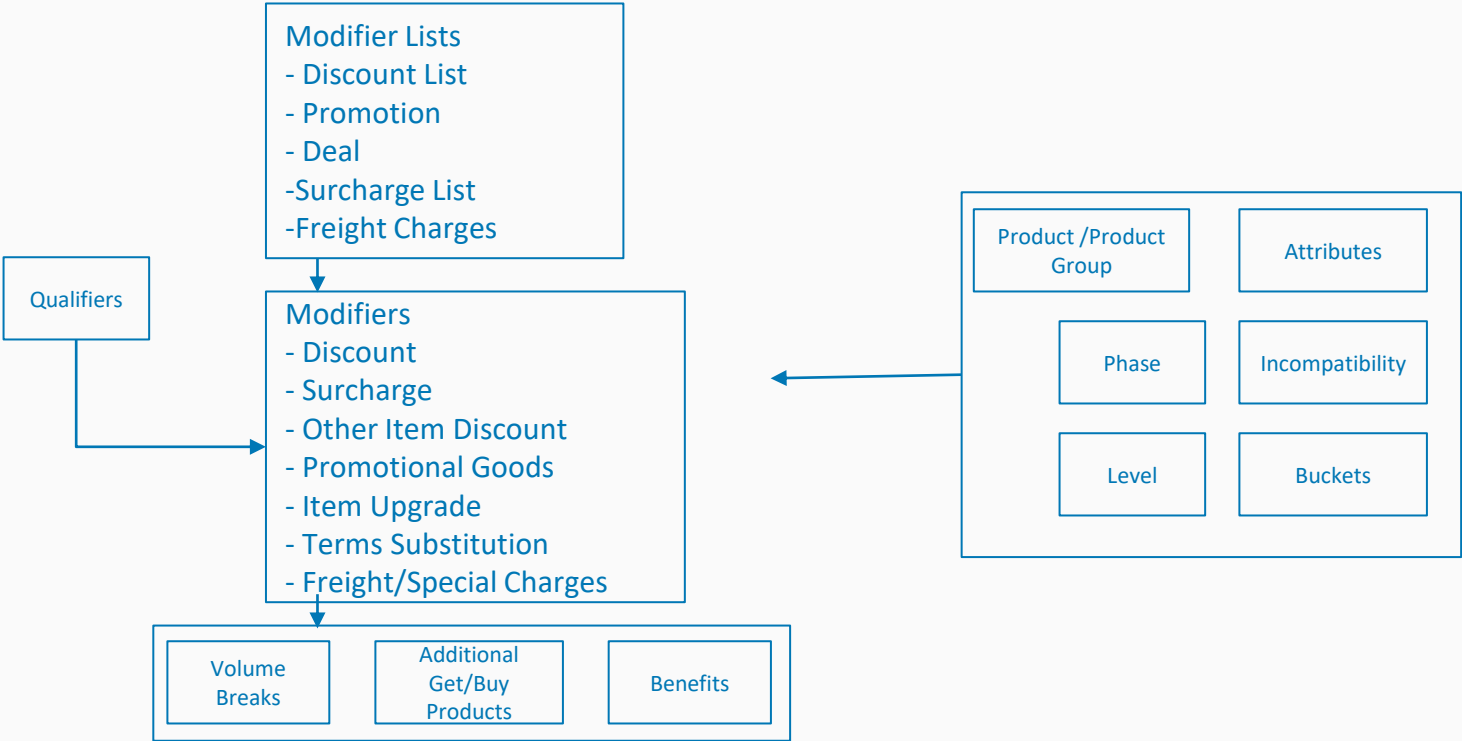 Modifier Lists
- Discount List
- Promotion
- Deal
-Surcharge List
-Freight Charges
Qualifiers
Modifiers
- Discount
- Surcharge
- Other Item Discount
- Promotional Goods
- Item Upgrade
- Terms Substitution
- Freight/Special Charges
Product /Product
Group
Attributes
Phase
Incompatibility
Level
Buckets
Volume
Breaks
Additional
Get/Buy
Products
Benefits